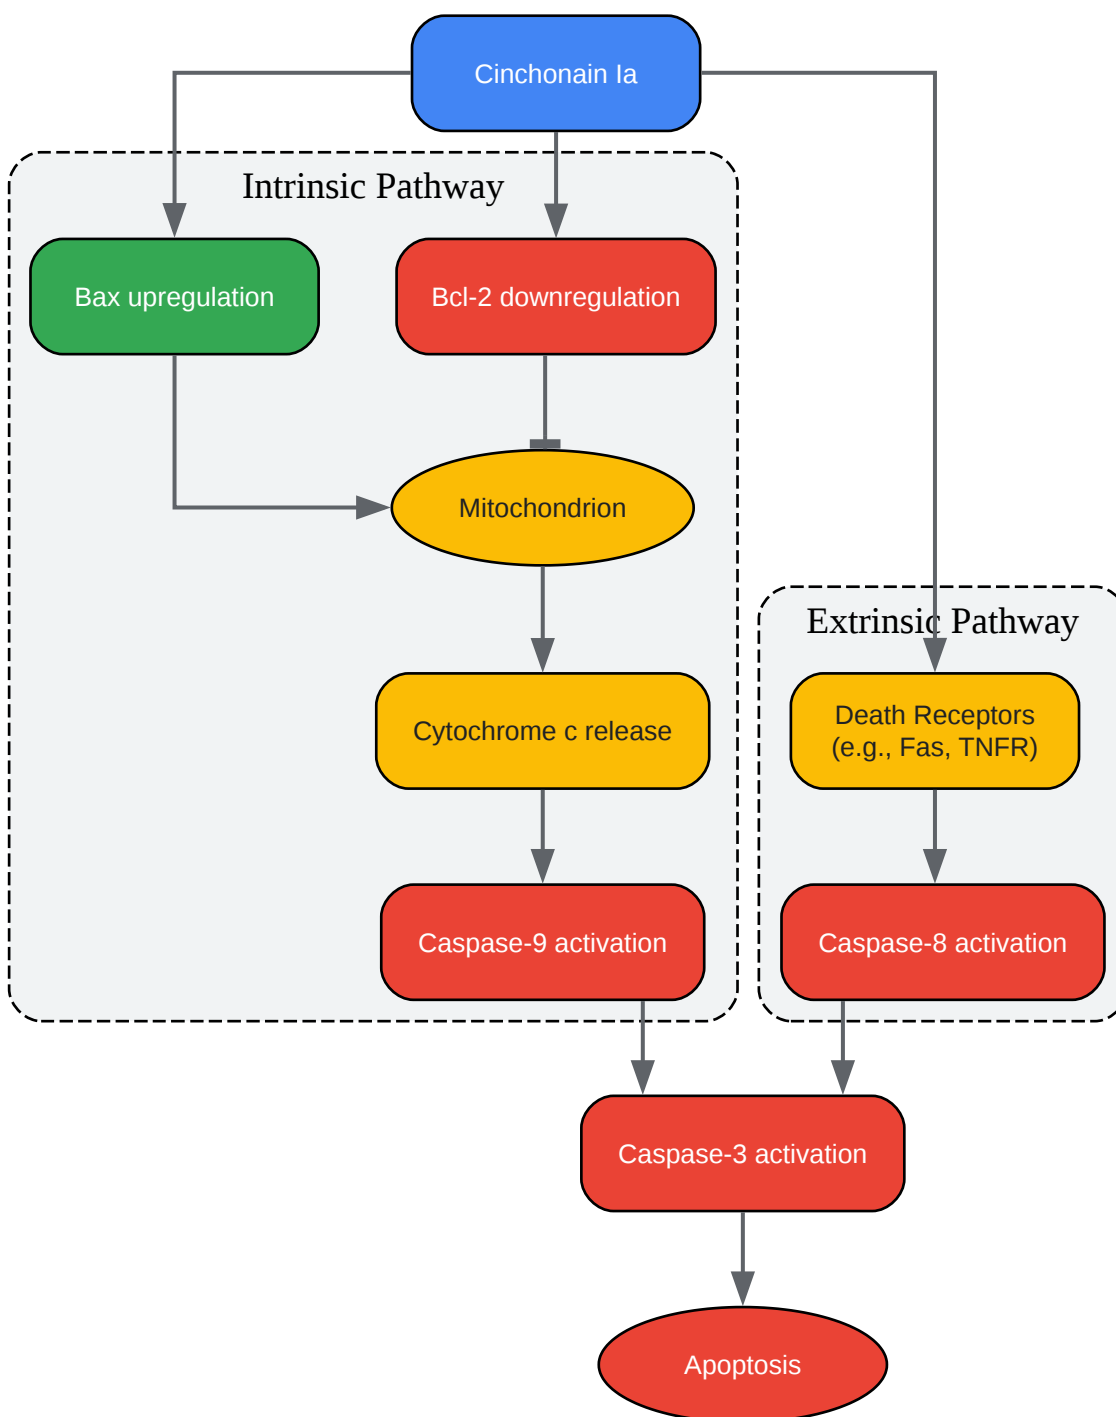 Cinchonain Ia
Intrinsic Pathway
Bax upregulation
Bcl-2 downregulation
Mitochondrion
Cytochrome c release
Caspase-9 activation
Extrinsic Pathway
Death Receptors
(e.g., Fas, TNFR)
Caspase-8 activation
Caspase-3 activation
Apoptosis